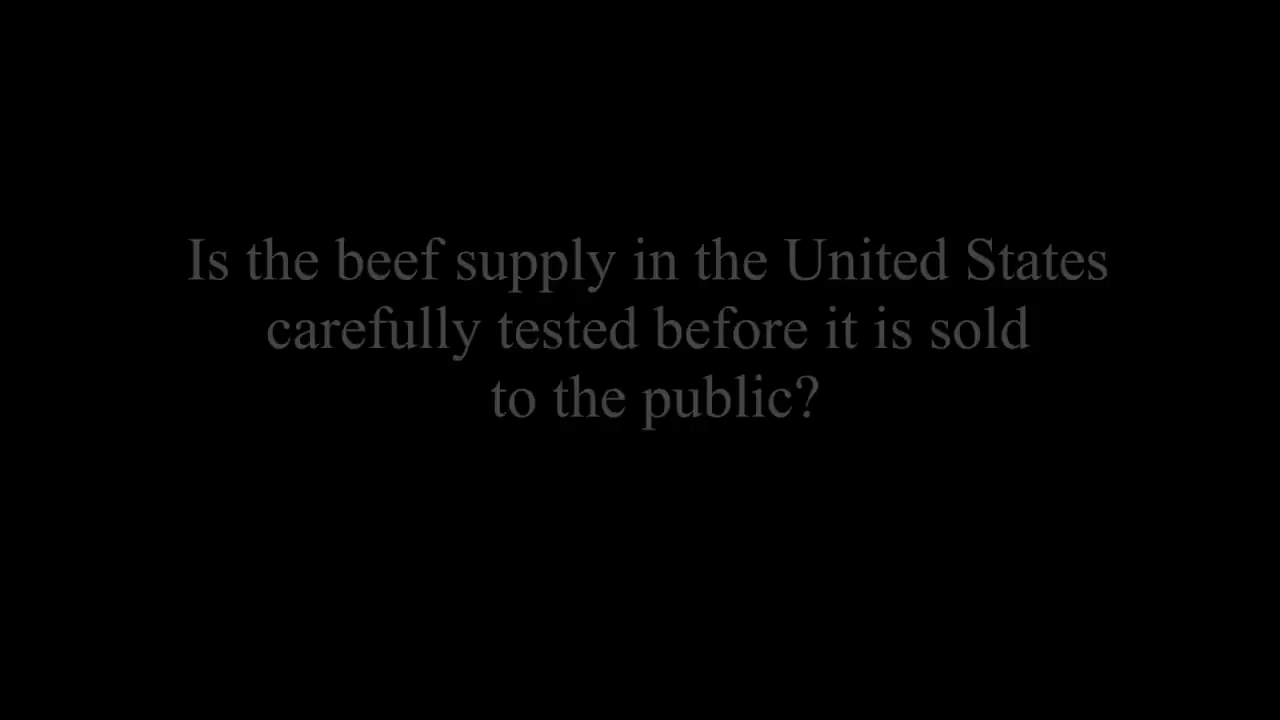 Is the beef supply in the United States
carefully tested before it is sold
to the public?